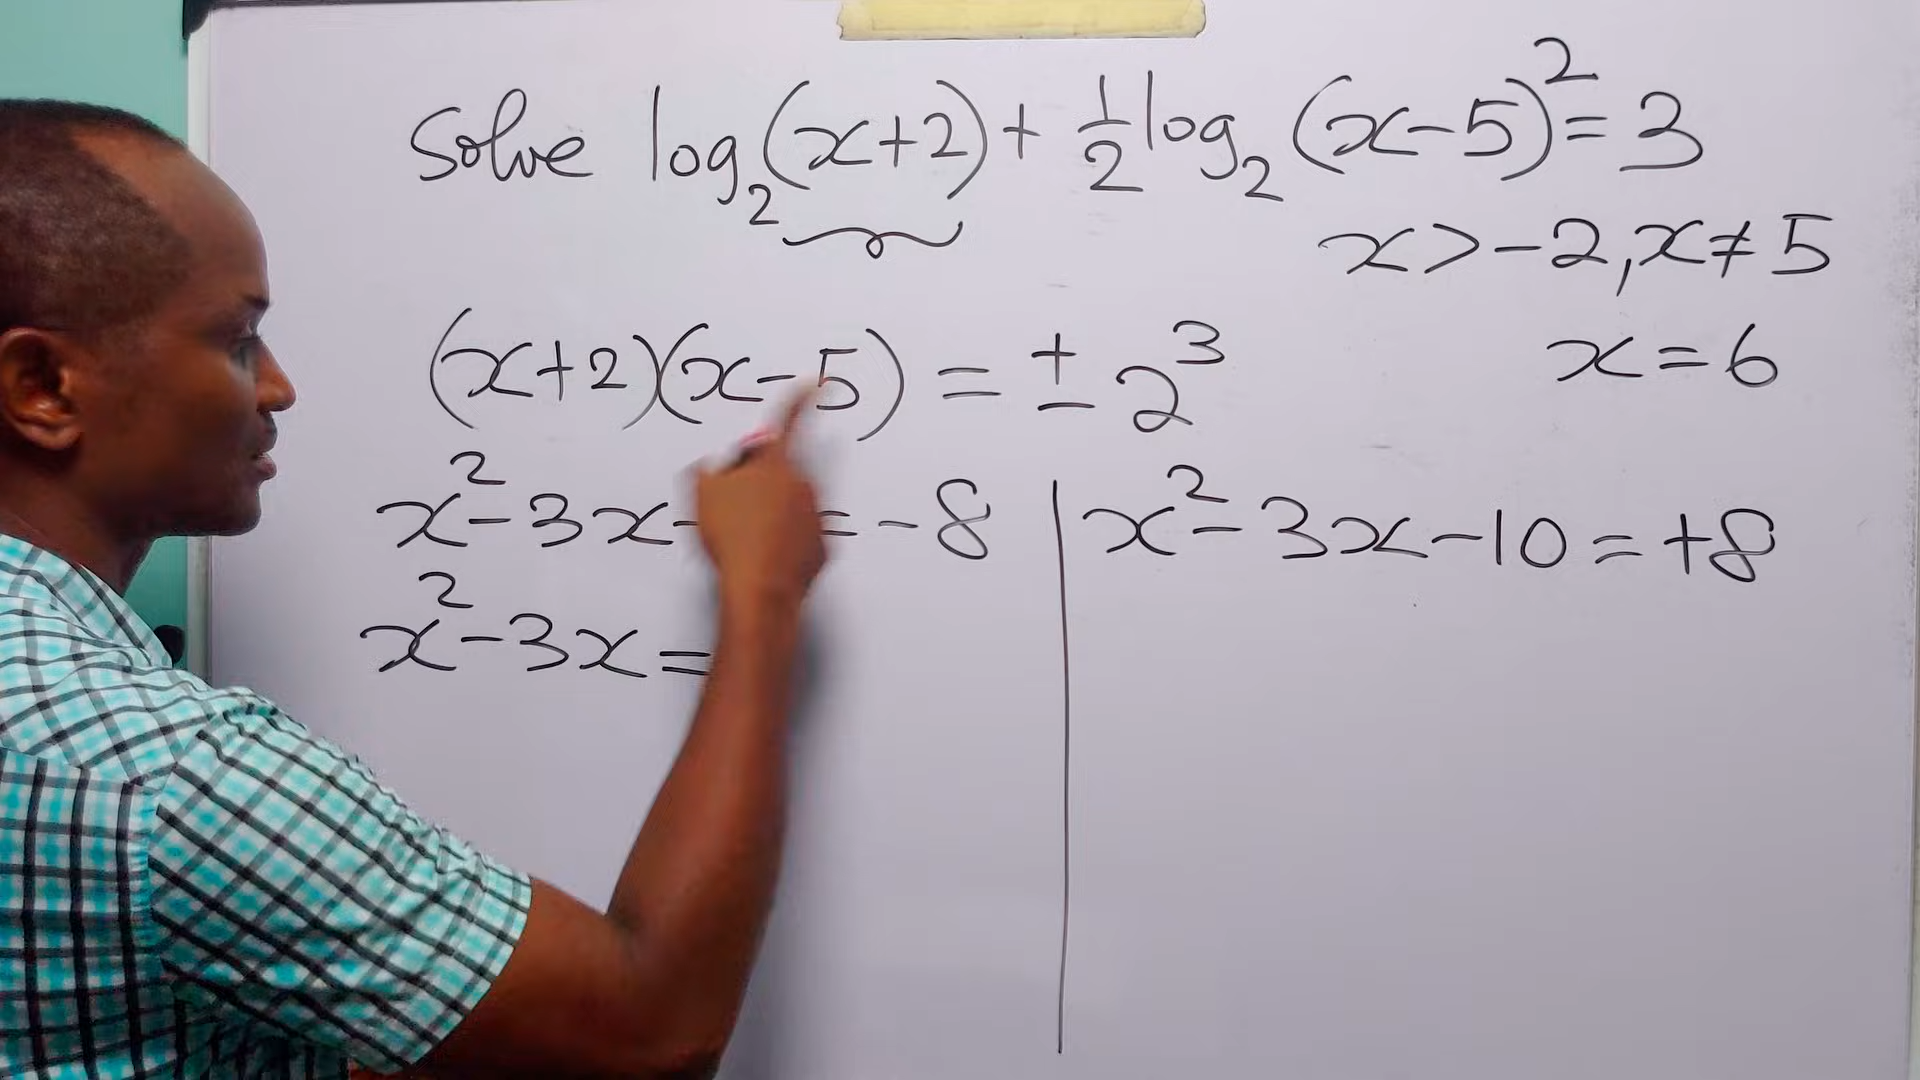 Solve log₂(x+2) + ½log₂(x-5)² = 3
x > -2, x ≠ 5
x = 6
(x+2)(x-5) = ± 2³
x² - 3x - = -8
x² - 3x - 10 = +8
x² - 3x =